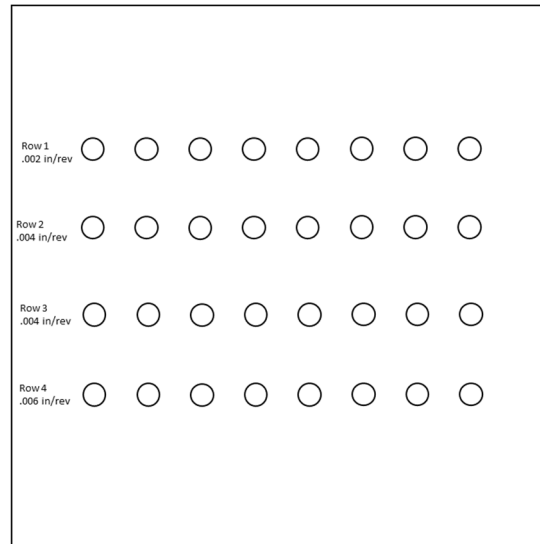 Row 1
.002 in/rev
Row 2
.004 in/rev
Row 3
.004 in/rev
Row 4
.006 in/rev